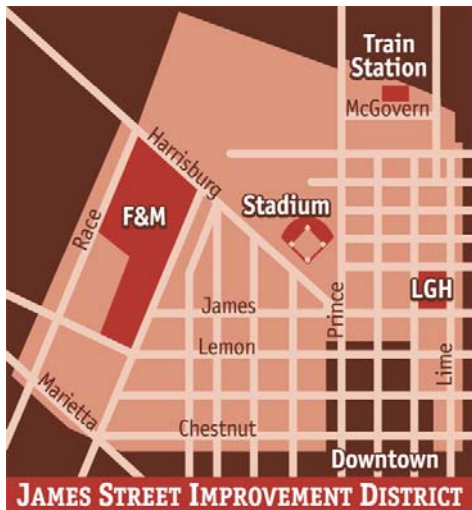 Train
Station
McGovern
Harrisburg
F&M
Stadium
Race
LGH
James
Prince
Lemon
Lime
Marietta
Chestnut
Downtown
JAMES STREET IMPROVEMENT DISTRICT